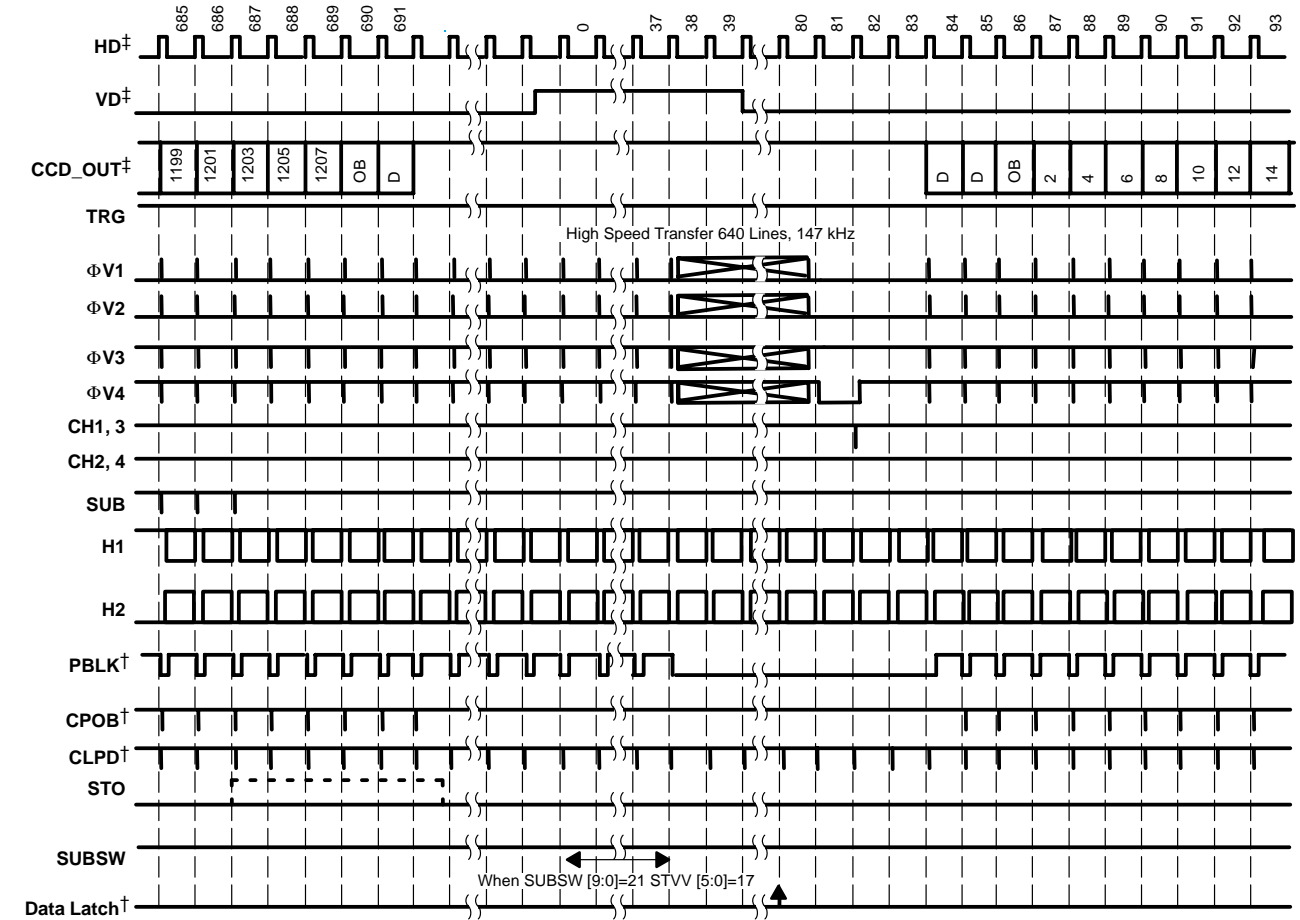 685 686 687 688 689 690 691 0 37 38 39 80 81 82 83 84 85 86 87 88 89 90 91 92 93
HD‡
VD‡
CCD_OUT‡ 1199 1201 1203 1205 1207 OB D D D OB 2 4 6 8 10 12 14
TRG
High Speed Transfer 640 Lines, 147 kHz
ΦV1
ΦV2
ΦV3
ΦV4
CH1, 3
CH2, 4
SUB
H1
H2
PBLK†
CPOB†
CLPD†
STO
SUBSW
When SUBSW [9:0]=21 STVV [5:0]=17
Data Latch†